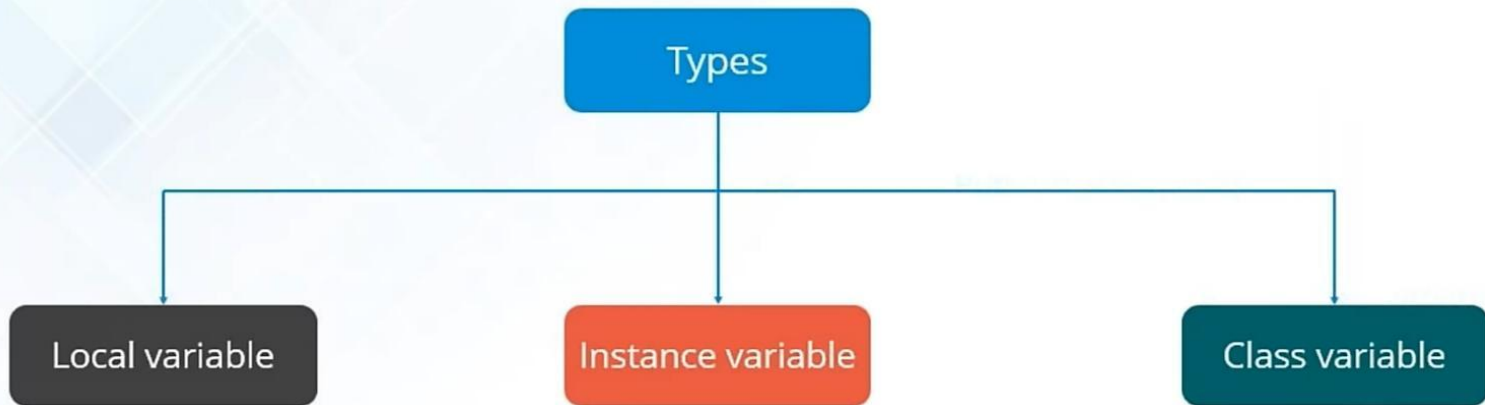 Types
Local variable
Instance variable
Class variable